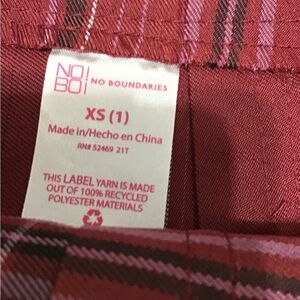 NO
BO
NO BOUNDARIES
XS (1)
Made in/Hecho en China
RN# 52469 21T
THIS LABEL YARN IS MADE
OUT OF 100% RECYCLED
POLYESTER MATERIALS